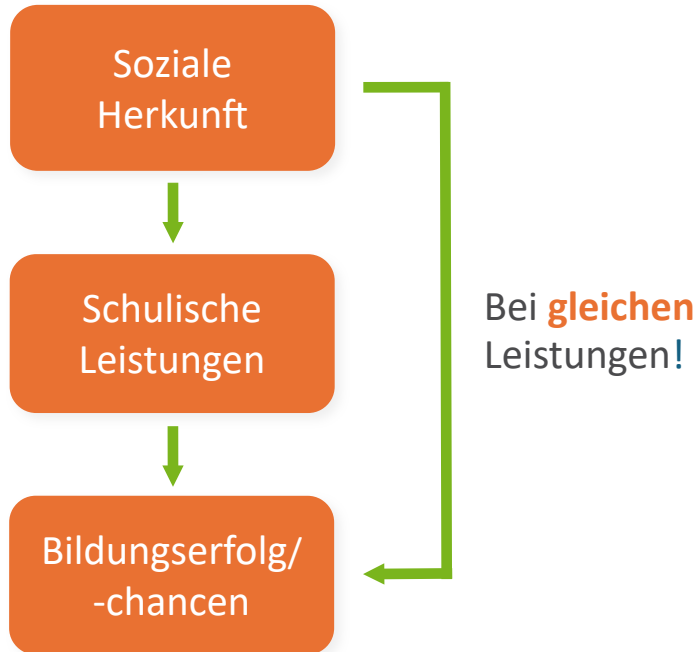 Soziale
Herkunft
Schulische
Leistungen
Bei gleichen
Leistungen!
Bildungserfolg/
-chancen